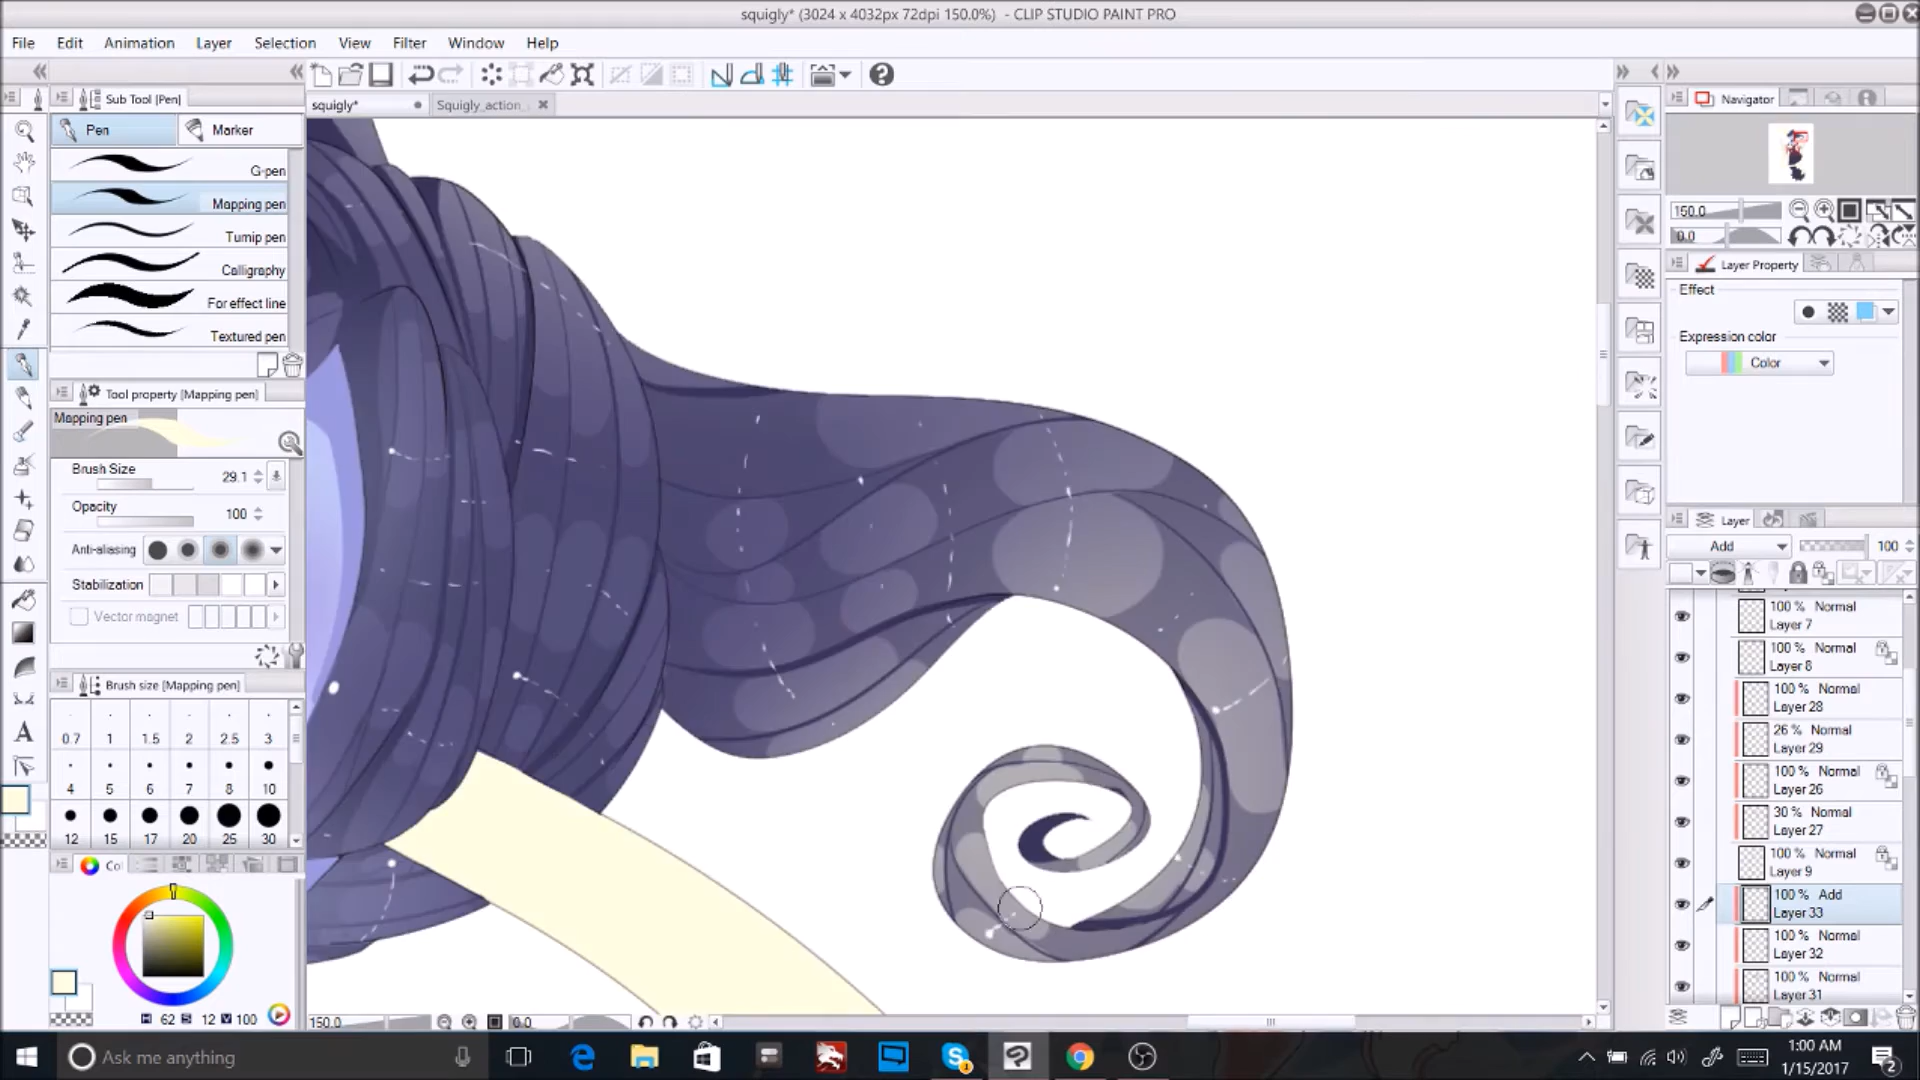 squigly* (3024 x 4032px 72dpi 150.0%) - CLIP STUDIO PAINT PRO
File Edit Animation Layer Selection View Filter Window Help
Sub Tool [Pen]
squigly*
Squigly_action_
Navigator
Pen
Marker
G-pen
Mapping pen
Turnip pen
Calligraphy
For effect line
Textured pen
Tool property [Mapping pen]
Mapping pen
Brush Size 29.1
Opacity 100
Anti-aliasing
Stabilization
Vector magnet
Brush size [Mapping pen]
0.7 1 1.5 2 2.5 3
4 5 6 7 8 10
12 15 17 20 25 30
Co
H 62 S 12 V 100
150.0
0.0
150.0
0.0
Layer Property
Effect
Expression color
Color
Layer
Add 100
100 % Normal
Layer 7
100 % Normal
Layer 8
100 % Normal
Layer 28
26 % Normal
Layer 29
100 % Normal
Layer 26
30 % Normal
Layer 27
100 % Normal
Layer 9
100 % Add
Layer 33
100 % Normal
Layer 32
100 % Normal
Layer 31
Ask me anything
1:00 AM
1/15/2017
2